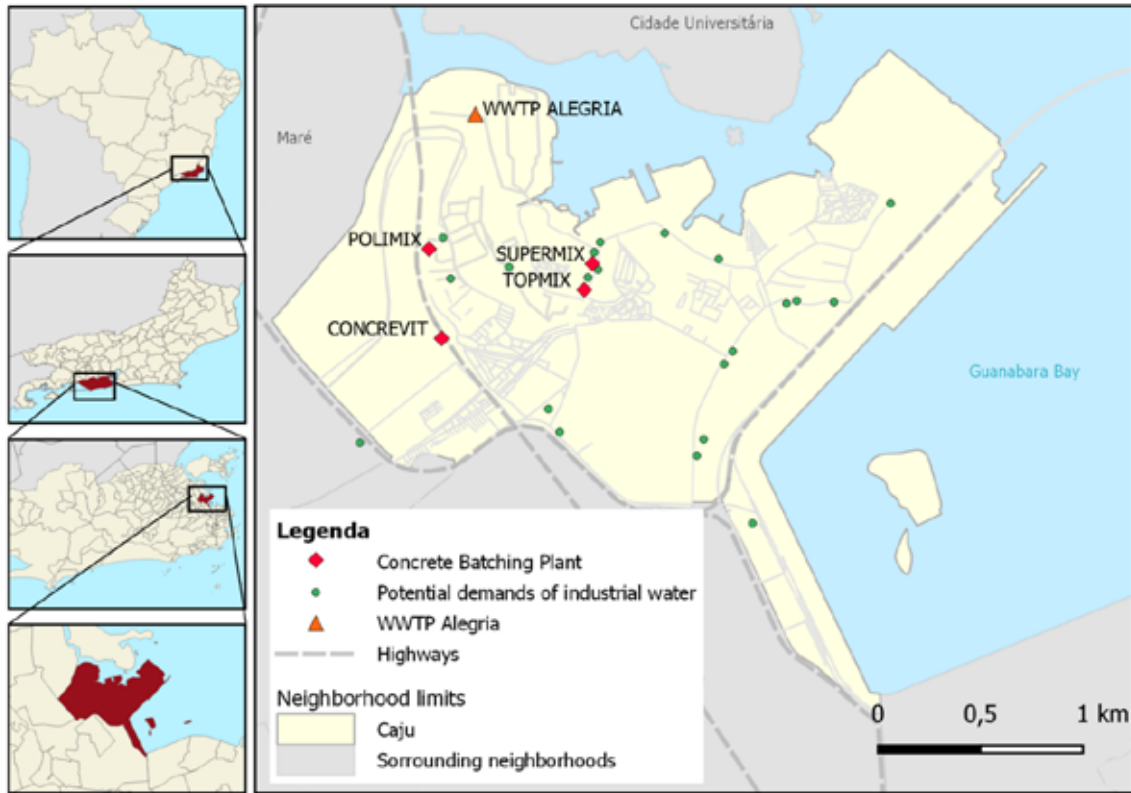 Cidade Universitária
WWTP ALEGRIA
Maré
POLIMIX
SUPERMIX
TOPMIX
CONCREVIT
Guanabara Bay
Legenda
Concrete Batching Plant
Potential demands of industrial water
WWTP Alegria
Highways
Neighborhood limits
Caju
Sorrounding neighborhoods
0 0,5 1 km